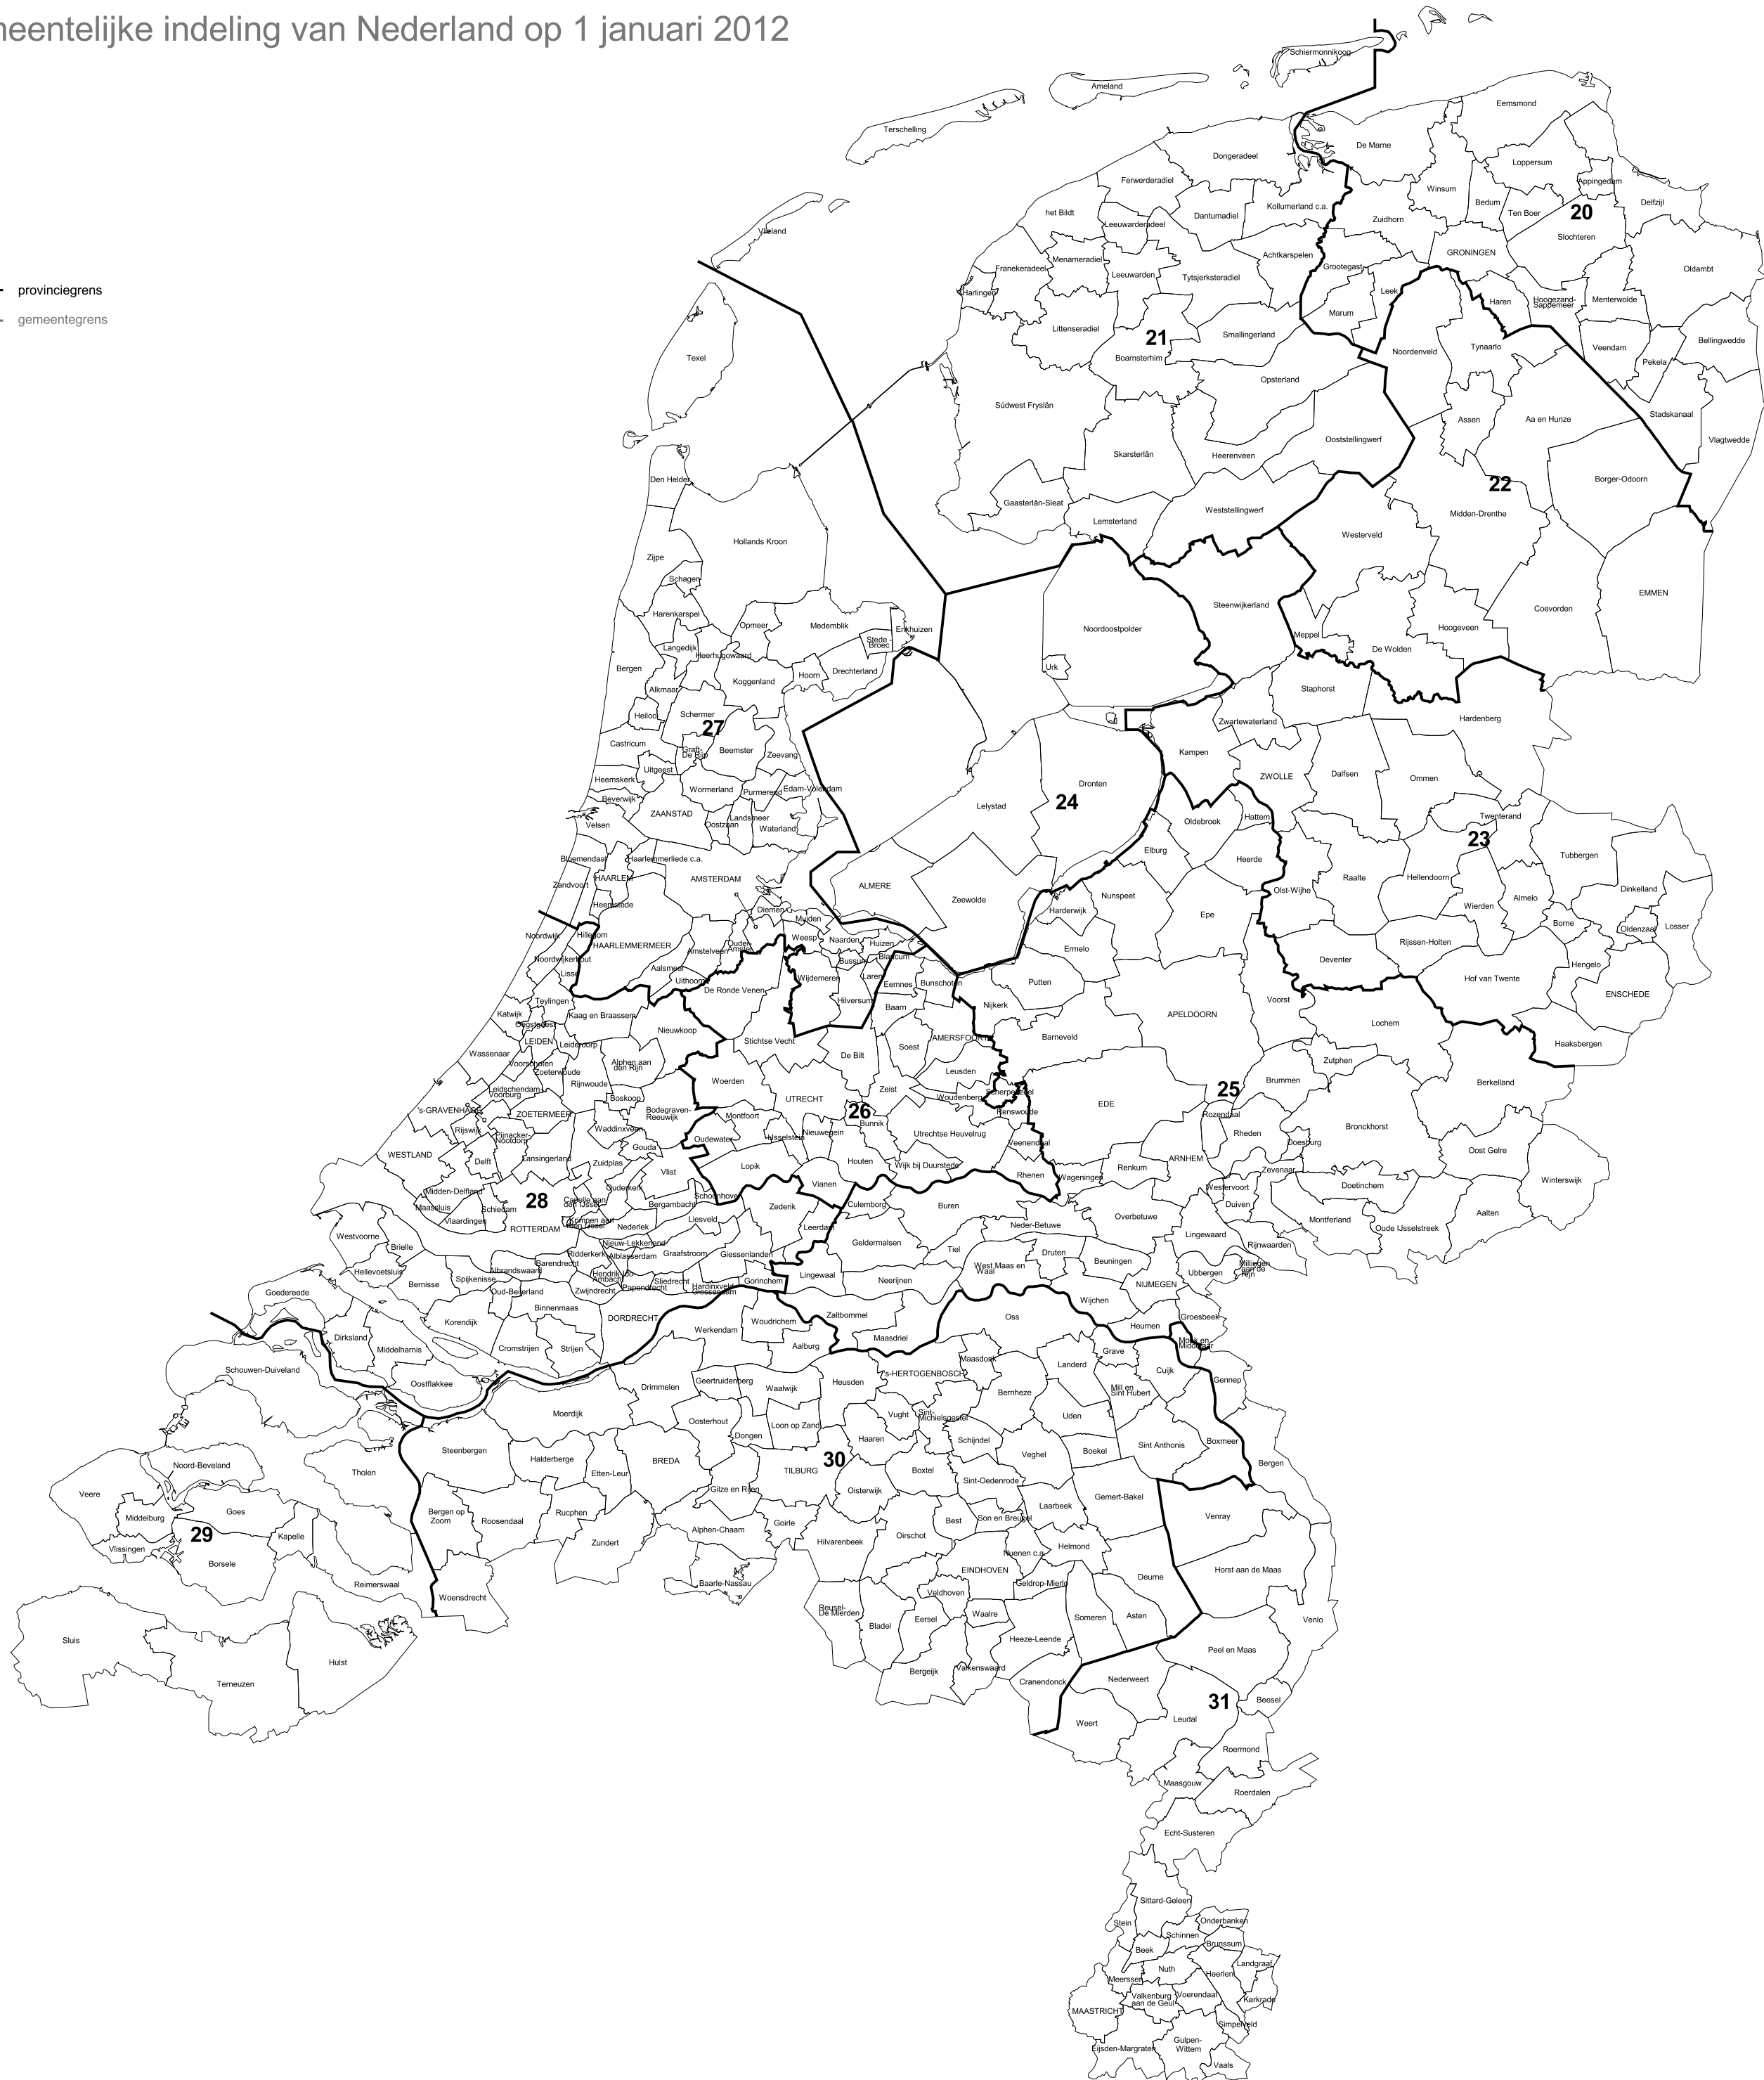 neentelijke indeling van Nederland op 1 januari 2012
provinciegrens
gemeentegrens
Schiermonnikoog
Ameland
Terschelling
Vlieland
Texel
Eemsmond
De Marne
Dongeradeel
Loppersum
Ferwerderadiel
Winsum
Appingedam
Bedum
Delfzijl
het Bildt
Dantumadiel
Kollumerland c.a.
Zuidhorn
Ten Boer
20
Leeuwarderadeel
Slochteren
Achtkarspelen
GRONINGEN
Menameradiel
Franekeradeel
Leeuwarden
Tytsjerksteradiel
Grootegast
Oldambt
Harlingen
Leek
Haren
Hoogezand-
Sappemeer
Menterwolde
Marum
Littenseradiel
21
Smallingerland
Boarnsterhim
Noordenveld
Tynaarlo
Veendam
Bellingwedde
Pekela
Opsterland
Súdwest Fryslân
Assen
Aa en Hunze
Stadskanaal
Vlagtwedde
Ooststellingwerf
Skarsterlân
Heerenveen
22
Borger-Odoorn
Gaasterlân-Sleat
Lemsterland
Weststellingwerf
Midden-Drenthe
Westerveld
Den Helder
Hollands Kroon
Zijpe
Schagen
Harenkarspel
Opmeer
Medemblik
Enkhuizen
Stede -
Broec
Langedijk
Heerhugowaard
Bergen
Koggenland
Hoorn
Drechterland
Alkmaar
Heiloo
Schermer
27
Castricum
Graft-
De Rijp
Beemster
Zeevang
Uitgeest
Heemskerk
Wormerland
Purmerend
Edam-Volendam
Beverwijk
ZAANSTAD
Landsmeer
Oostzaan
Waterland
Velsen
Noordoostpolder
Urk
Steenwijkerland
Meppel
De Wolden
Hoogeveen
Coevorden
EMMEN
Staphorst
Hardenberg
Zwartewaterland
Kampen
ZWOLLE
Dalfsen
Ommen
Dronten
Lelystad
24
Oldebroek
Hattem
Twenterand
23
Elburg
Heerde
Tubbergen
Raalte
Hellendoorn
Dinkelland
Olst-Wijhe
Wierden
Almelo
Borne
Oldenzaal
Losser
Bloemendaal
Haarlemmerliede c.a.
HAARLEM
AMSTERDAM
Zandvoort
Heemstede
ALMERE
Zeewolde
Harderwijk
Nunspeet
Epe
Diemen
Muiden
Noordwijk
Hillegom
HAARLEMMERMEER
Amstelveen
Ouder-
Amstel
Weesp
Naarden
Huizen
Ermelo
Rijssen-Holten
Deventer
Hengelo
Hof van Twente
ENSCHEDE
Noordwijkerhout
Lisse
Aalsmeer
Uithoorn
Bussum
Blaricum
Wijdemeren
Laren
Eemnes
Bunschoten
Putten
De Ronde Venen
Hilversum
Baarn
Nijkerk
Voorst
Teylingen
Katwijk
Kaag en Braassem
Oegstgeest
Nieuwkoop
APELDOORN
Lochem
LEIDEN
Leiderdorp
Stichtse Vecht
Soest
AMERSFOORT
Barneveld
Haaksbergen
Wassenaar
Voorschoten
Zoeterwoude
Alphen aan
den Rijn
De Bilt
Leusden
Zutphen
Rijnwoude
Woerden
Zeist
Brummen
Berkelland
Leidschendam-
Voorburg
Boskoop
UTRECHT
Woudenberg
Scherpenzeel
Renswoude
EDE
25
's-GRAVENHAGE
ZOETERMEER
Bodegraven-
Reeuwijk
Montfoort
26
Bunnik
Rozendaal
Rijswijk
Pijnacker-
Nootdorp
Waddinxveen
Oudewater
IJsselstein
Nieuwegein
Utrechtse Heuvelrug
Veenendaal
Rheden
Doesburg
Bronckhorst
WESTLAND
Delft
Lansingerland
Gouda
Zuidplas
Vlist
Lopik
Houten
Wijk bij Duurstede
Rhenen
Wageningen
Renkum
ARNHEM
Zevenaar
Oost Gelre
Winterswijk
Midden-Delfland
Ouderkerk
Vianen
Westervoort
Doetinchem
Maassluis
28
Schiedam
Capelle aan
den IJssel
Bergambacht
Schoonhoven
Culemborg
Buren
Duiven
Vlaardingen
ROTTERDAM
Krimpen aan
den IJssel
Nederlek
Liesveld
Zederik
Leerdam
Neder-Betuwe
Overbetuwe
Montferland
Oude IJsselstreek
Aalten
Westvoorne
Brielle
Nieuw-Lekkerland
Geldermalsen
Tiel
Lingewaard
Rijnwaarden
Ridderkerk
Alblasserdam
Graafstroom
Giessenlanden
Druten
Beuningen
Hellevoetsluis
Albrandswaard
Barendrecht
West Maas en
Waal
Ubbergen
Millingen
aan de
Rijn
Bernisse
Spijkenisse
Hendrik-Ido-
Ambacht
Sliedrecht
Gorinchem
Lingewaal
Neerijnen
NIJMEGEN
Goedereede
Oud-Beijerland
Zwijndrecht
Papendrecht
Hardinxveld-
Giessendam
Wijchen
Binnenmaas
Korendijk
DORDRECHT
Werkendam
Woudrichem
Zaltbommel
Oss
Heumen
Groesbeek
Dirksland
Middelharnis
Cromstrijen
Strijen
Aalburg
Maasdriel
Mook en
Middelaar
Schouwen-Duiveland
Oostflakkee
Drimmelen
Geertruidenberg
Waalwijk
Heusden
's-HERTOGENBOSCH
Maasdonk
Landerd
Grave
Cuijk
Gennep
Moerdijk
Bernheze
Mill en
Sint Hubert
Oosterhout
Loon op Zand
Vught
Sint-
Michielsgestel
Uden
Dongen
Haaren
Schijndel
Veghel
Boekel
Sint Anthonis
Boxmeer
Steenbergen
Halderberge
BREDA
30
TILBURG
Boxtel
Bergen
Noord-Beveland
Tholen
Etten-Leur
Gilze en Rijen
Oisterwijk
Sint-Oedenrode
Gemert-Bakel
Veere
Goes
Bergen op
Zoom
Roosendaal
Rucphen
Laarbeek
Middelburg
29
Kapelle
Alphen-Chaam
Goirle
Best
Son en Breugel
Venray
Vlissingen
Borsele
Zundert
Hilvarenbeek
Oirschot
Nuenen c.a.
Helmond
Reimerswaal
Woensdrecht
Baarle-Nassau
EINDHOVEN
Geldrop-Mierlo
Deurne
Horst aan de Maas
Veldhoven
Reusel-
De Mierden
Bladel
Eersel
Waalre
Someren
Asten
Venlo
Sluis
Heeze-Leende
Hulst
Terneuzen
Bergeijk
Valkenswaard
Cranendonck
Nederweert
Peel en Maas
31
Beesel
Weert
Leudal
Roermond
Maasgouw
Roerdalen
Echt-Susteren
Sittard-Geleen
Stein
Onderbanken
Schinnen
Brunssum
Beek
Landgraaf
Nuth
Heerlen
Meerssen
Valkenburg
aan de Geul
Voerendaal
Kerkrade
MAASTRICHT
Simpelveld
Gulpen-
Wittem
Eijsden-Margraten
Vaals